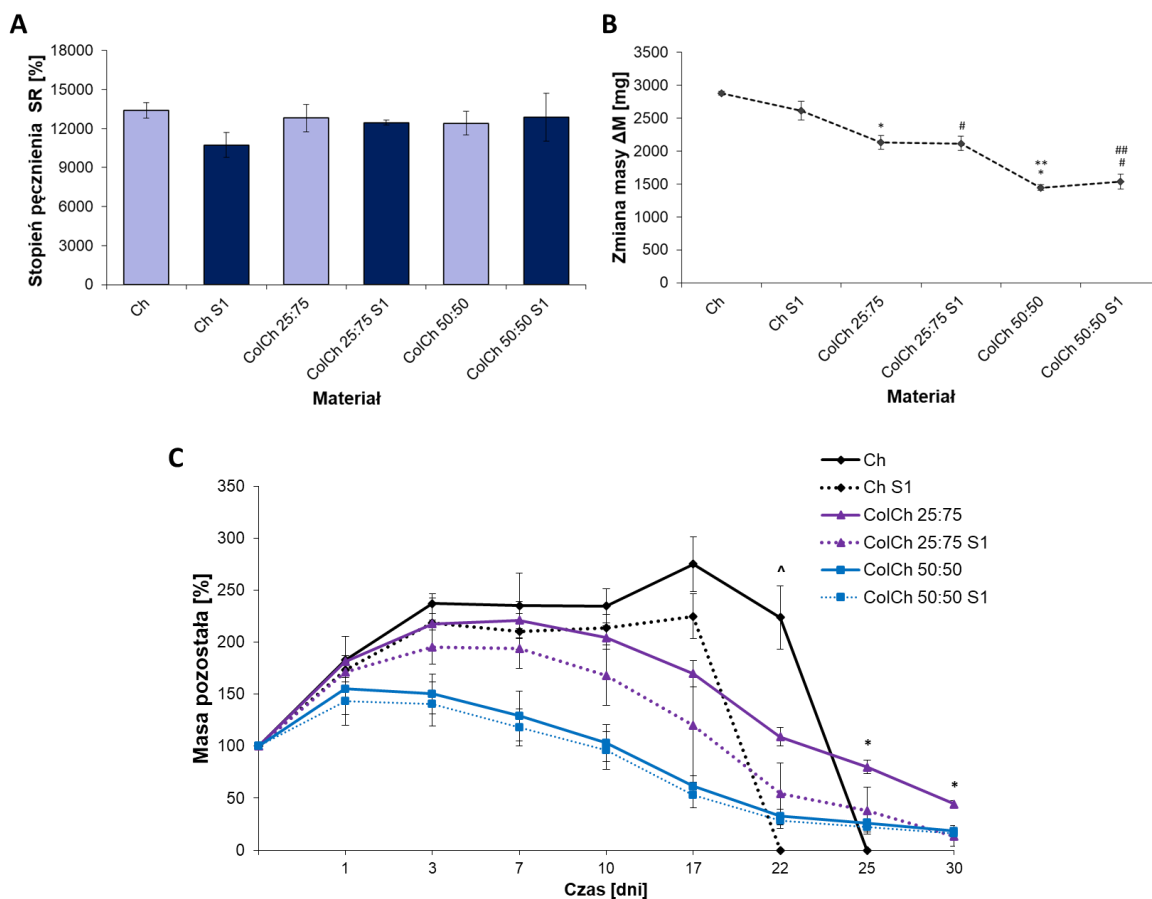 A
Stopień pęcznienia SR [%]
18000
15000
12000
9000
6000
3000
0
Ch
Ch S1
ColCh 25:75
ColCh 25:75 S1
ColCh 50:50
ColCh 50:50 S1
Materiał
B
Zmiana masy ΔM [mg]
3500
3000
2500
2000
1500
1000
500
0
*
#
**
*
##
#
Ch
Ch S1
ColCh 25:75
ColCh 25:75 S1
ColCh 50:50
ColCh 50:50 S1
Materiał
C
Ch
Ch S1
ColCh 25:75
ColCh 25:75 S1
ColCh 50:50
ColCh 50:50 S1
Masa pozostała [%]
350
300
250
200
150
100
50
0
^
*
*
1 3 7 10 17 22 25 30
Czas [dni]